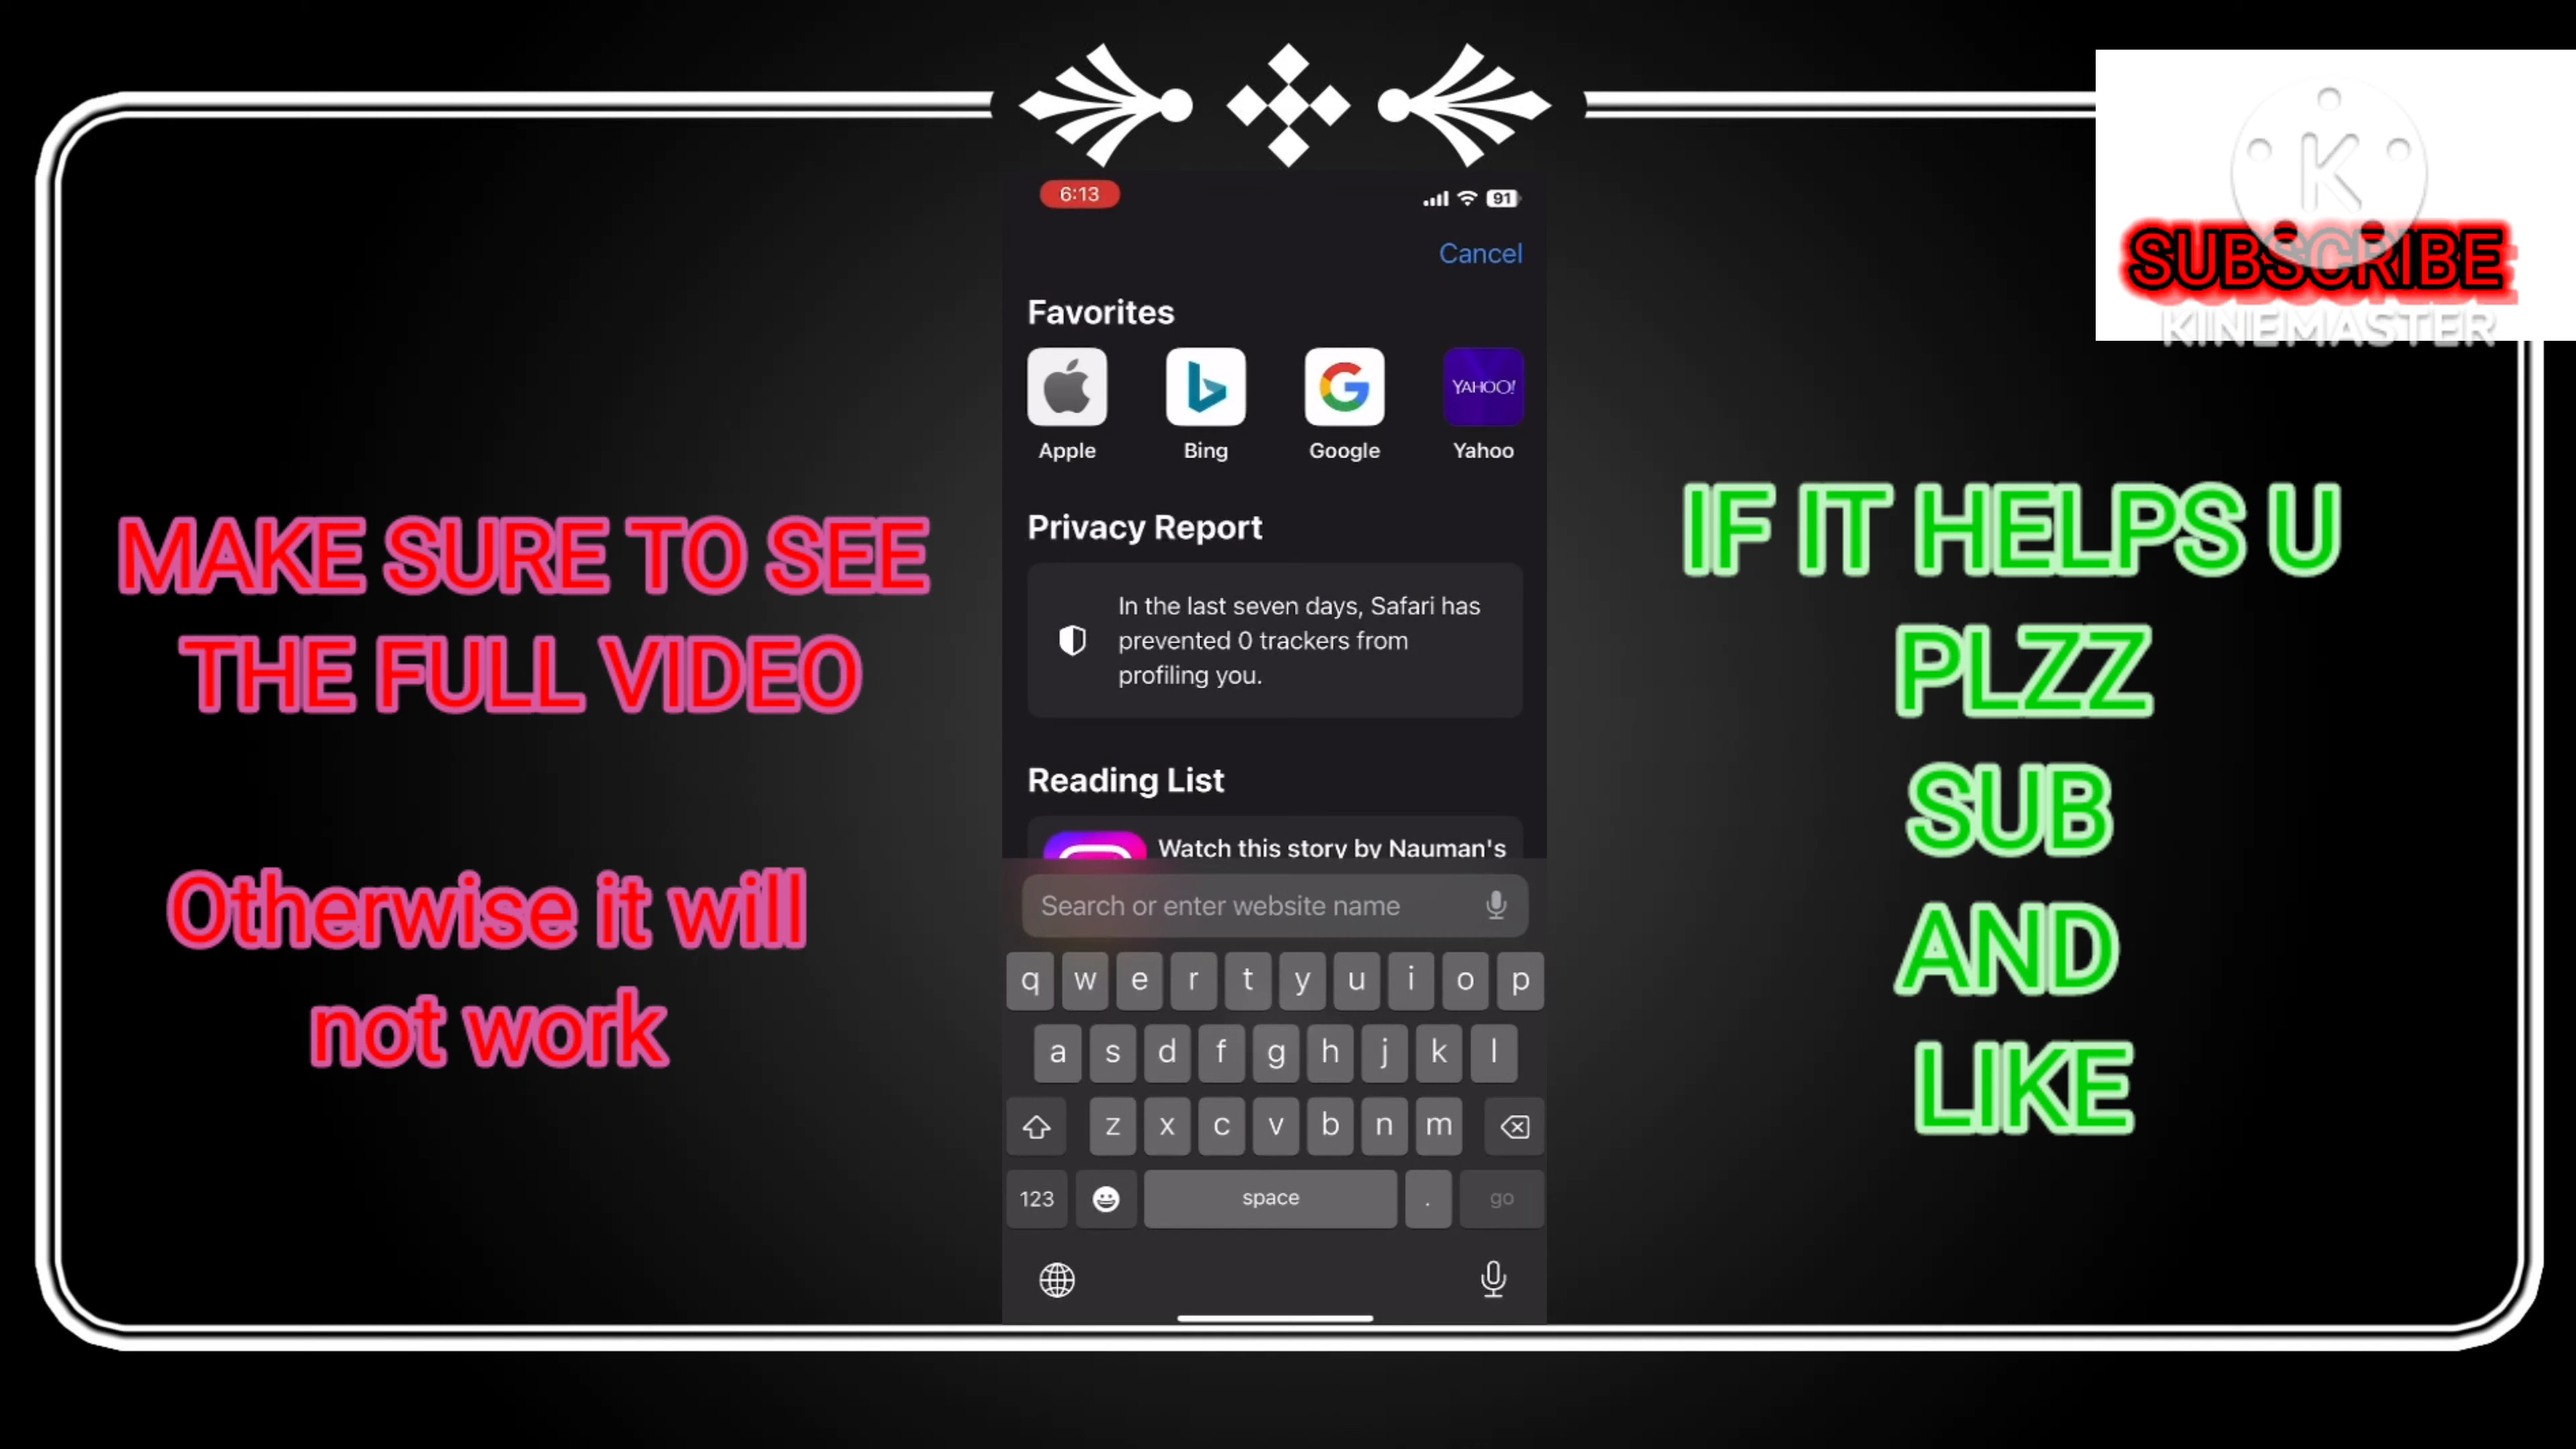 6:13
91
Cancel
SUBSCRIBE
KINEMASTER
K
Favorites
YAHOO!
Apple
Bing
Google
Yahoo
MAKE SURE TO SEE
THE FULL VIDEO
Otherwise it will
not work
Privacy Report
In the last seven days, Safari has
prevented 0 trackers from
profiling you.
Reading List
Watch this story by Nauman's
Search or enter website name
q w e r t y u i o p
a s d f g h j k l
z x c v b n m
123
space
.
go
IF IT HELPS U
PLZZ
SUB
AND
LIKE